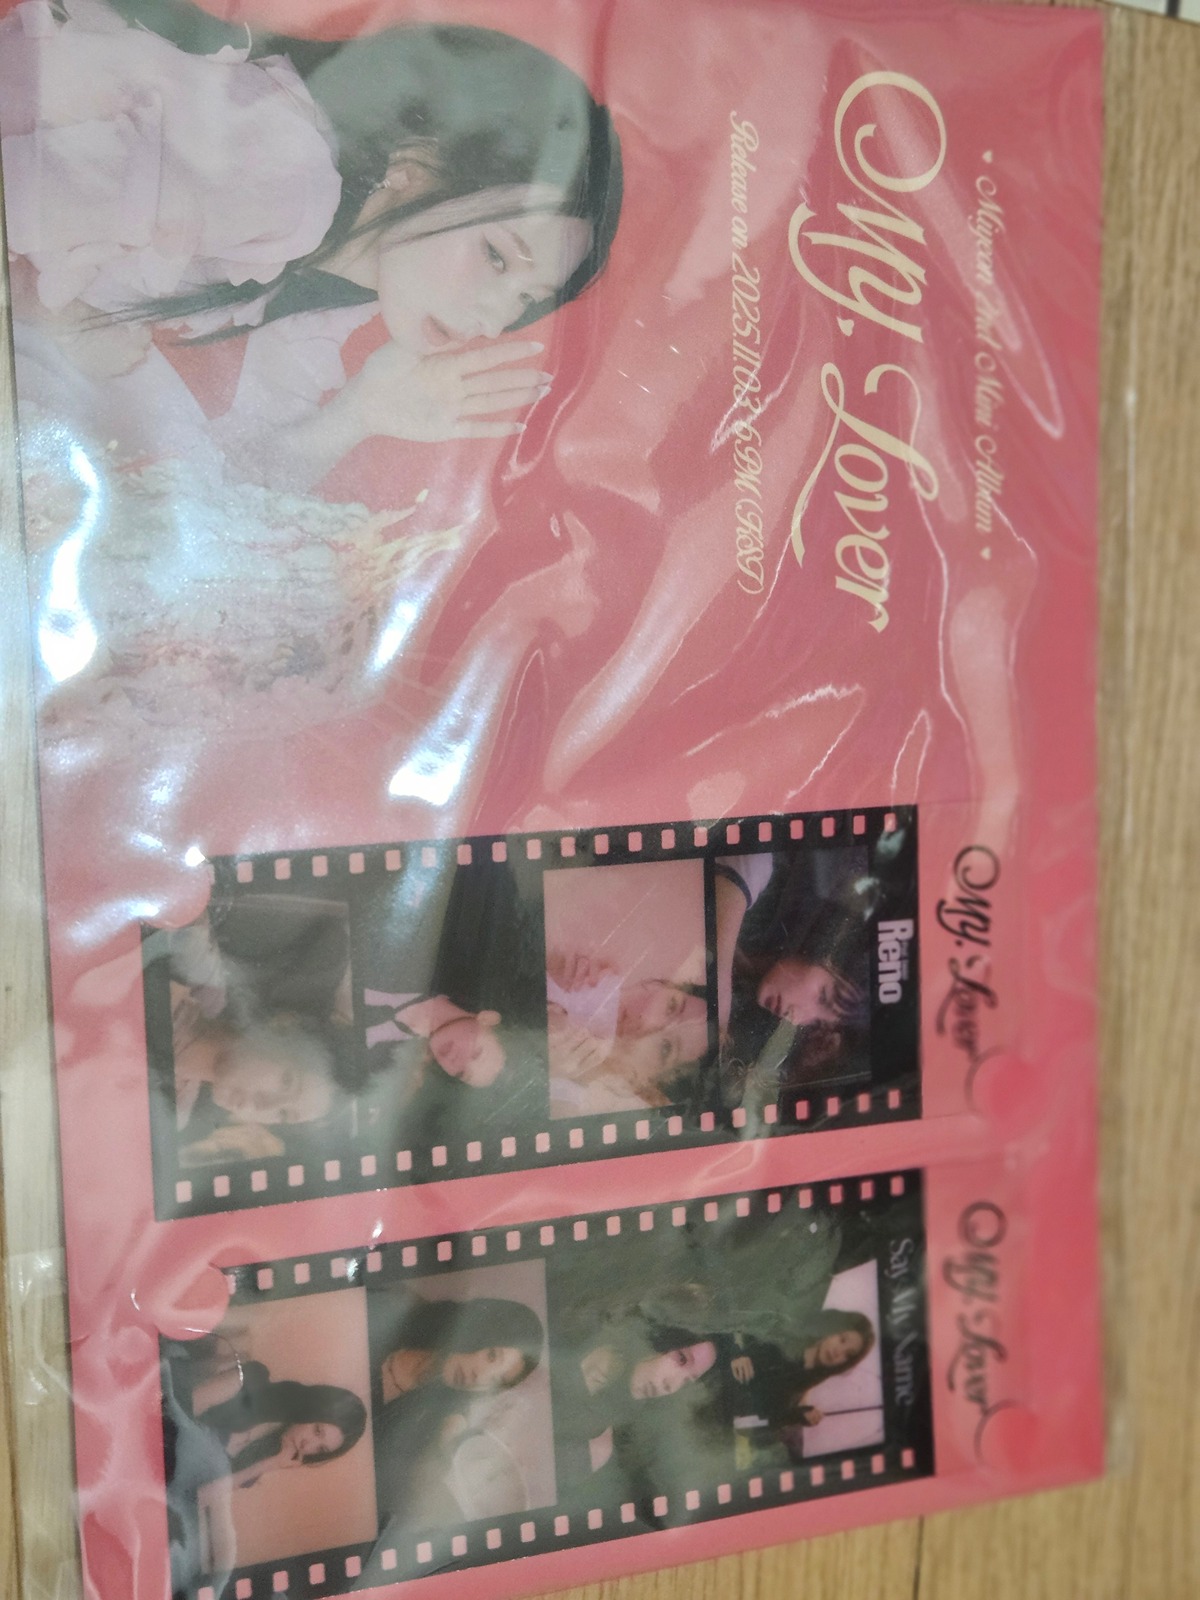 ♥ Miyeon 2nd Mini Album ♥
My, Lover
Release on 2025.11.03 6PM (KST)
My, Lover
Reno
My, Lover
Say My Name